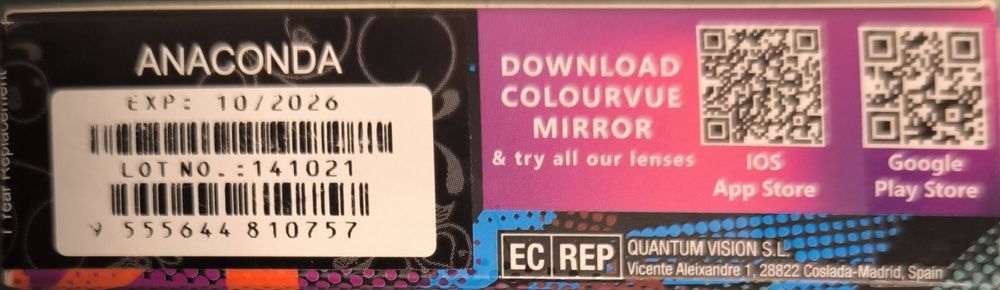 1 Year Replacement
ANACONDA
EXP: 10/2026
LOT NO.:141021
9 555644 810757
DOWNLOAD
COLOURVUE
MIRROR
& try all our lenses
IOS
App Store
Google
Play Store
EC REP
QUANTUM VISION S.L.
Vicente Aleixandre 1, 28822 Coslada-Madrid, Spain